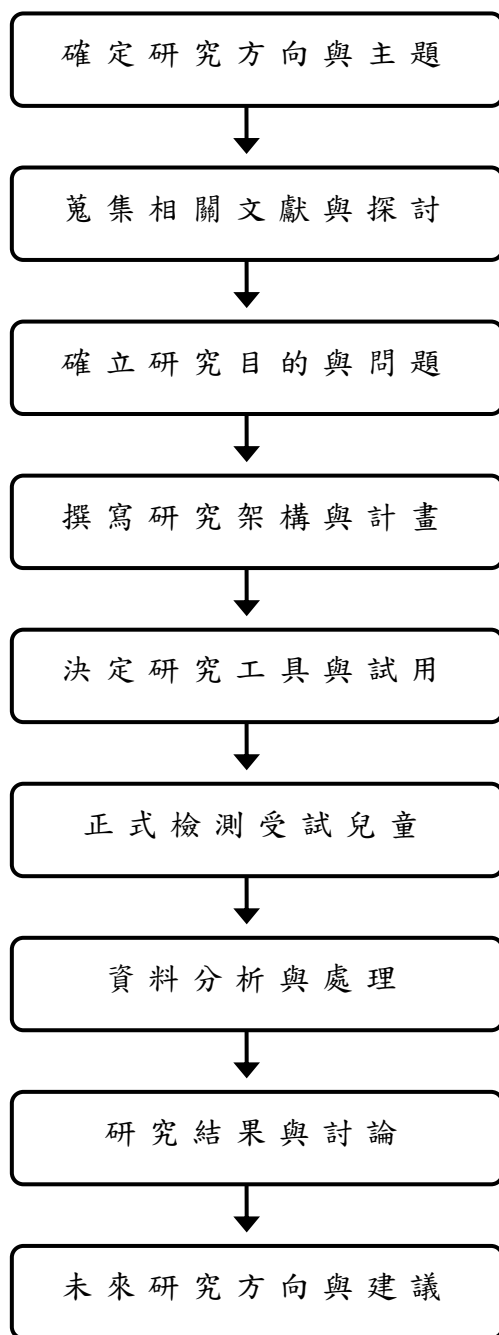 確定研究方向與主題
蒐集相關文獻與探討
確立研究目的與問題
撰寫研究架構與計畫
決定研究工具與試用
正式檢測受試兒童
資料分析與處理
研究結果與討論
未來研究方向與建議